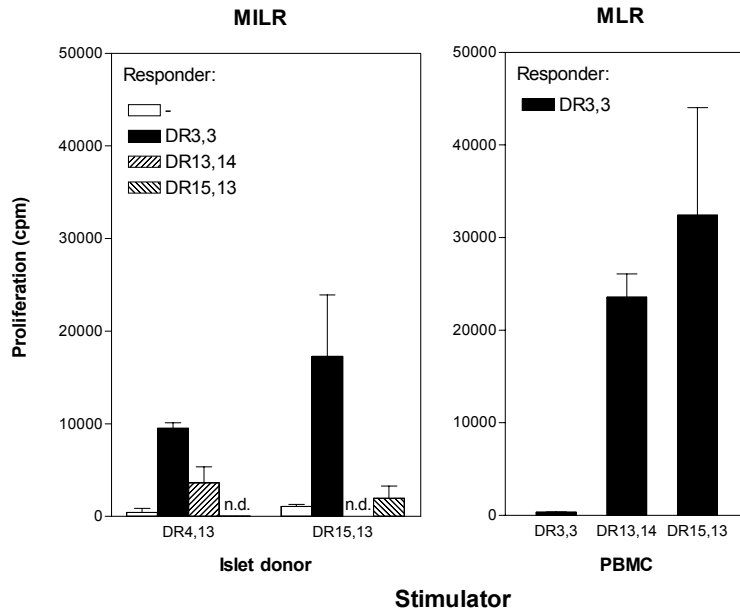 MILR
MLR
Proliferation (cpm)
50000
40000
30000
20000
10000
0
Responder:
-
DR3,3
DR13,14
DR15,13
n.d.
n.d.
DR4,13
DR15,13
Islet donor
50000
40000
30000
20000
10000
0
Responder:
DR3,3
DR3,3
DR13,14
DR15,13
PBMC
Stimulator